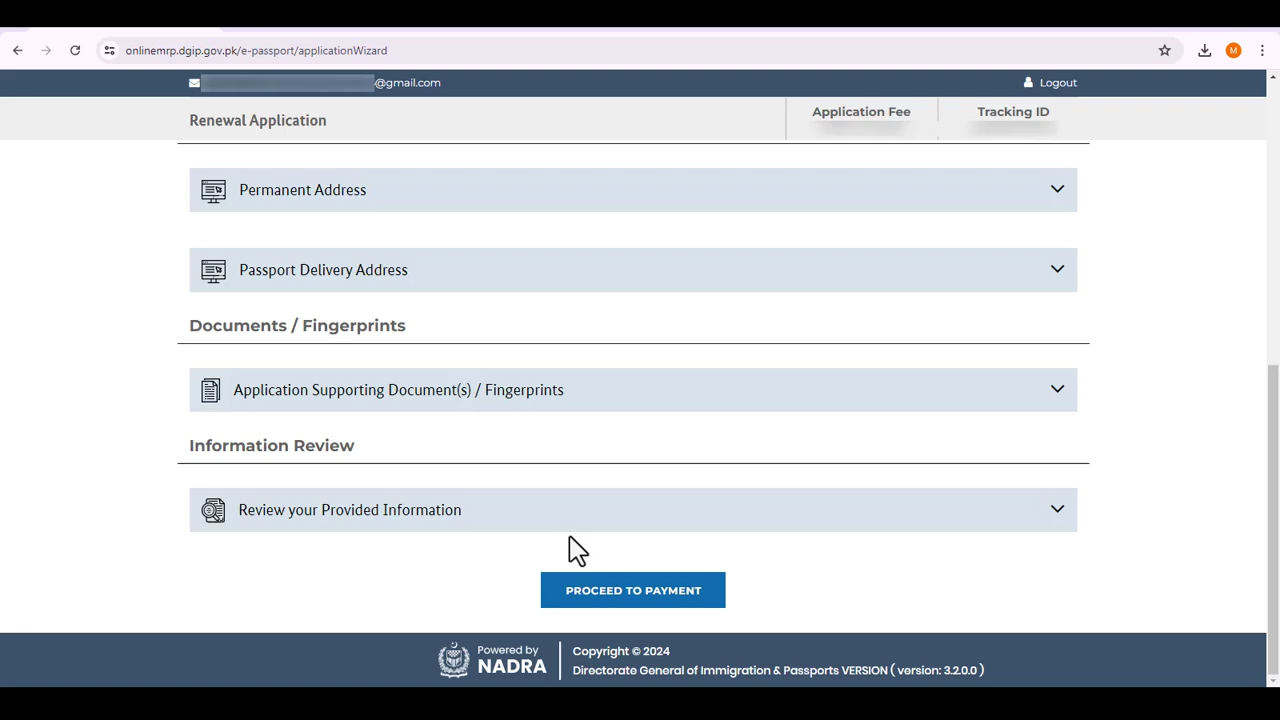 onlinemrp.dgip.gov.pk/e-passport/applicationWizard
M
@gmail.com
Logout
Renewal Application
Application Fee
Tracking ID
Permanent Address
Passport Delivery Address
Documents / Fingerprints
Application Supporting Document(s) / Fingerprints
Information Review
Review your Provided Information
PROCEED TO PAYMENT
Powered by
NADRA
Copyright © 2024
Directorate General of Immigration & Passports VERSION ( version: 3.2.0.0 )